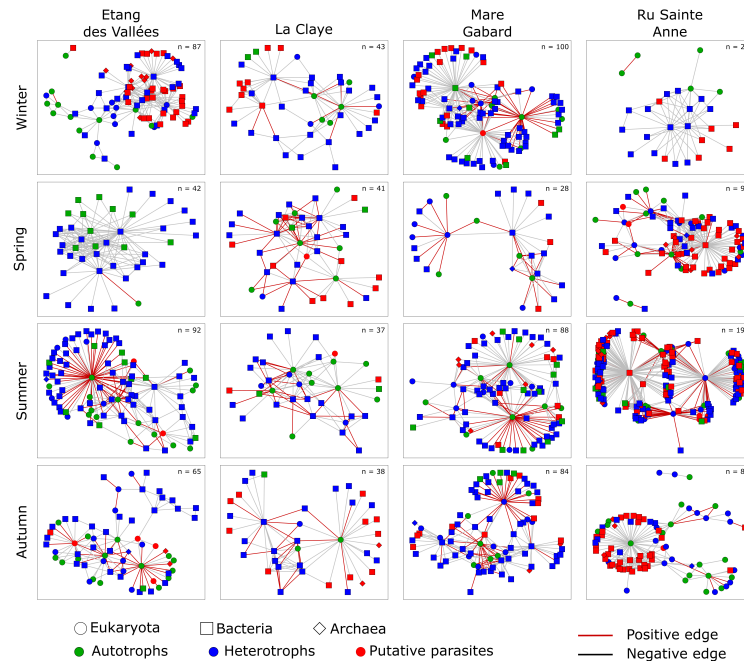 Etang
des Vallées
La Claye
Mare
Gabard
Ru Sainte
Anne
Winter
n = 87
n = 43
n = 100
Spring
n = 42
n = 41
n = 28
Summer
n = 92
n = 37
n = 88
Autumn
n = 65
n = 38
n = 84
Eukaryota
Bacteria
Archaea
Positive edge
Autotrophs
Heterotrophs
Putative parasites
Negative edge